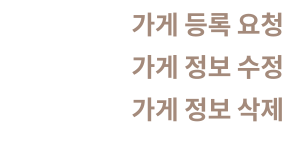 가게 등록 요청
가게 정보 수정
가게 정보 삭제